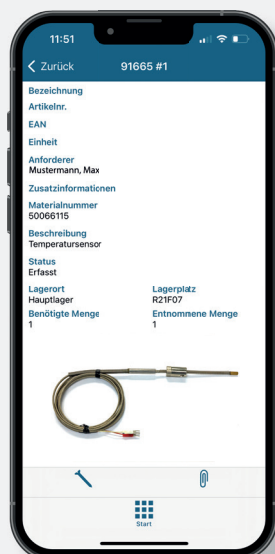 11:51
Zurück
91665 #1
Bezeichnung
Artikelnr.
EAN
Einheit
Anforderer
Mustermann, Max
Zusatzinformationen
Materialnummer
50066115
Beschreibung
Temperatursensor
Status
Erfasst
Lagerort Lagerplatz
Hauptlager R21F07
Benötigte Menge Entnommene Menge
1 1
Start